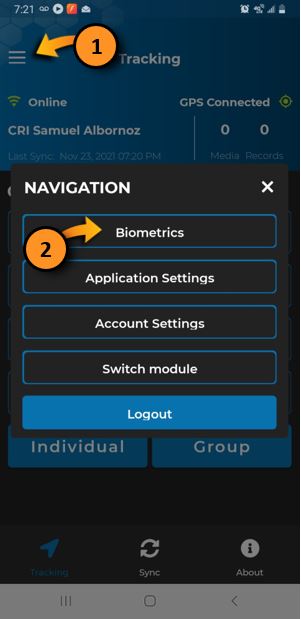 7:21
1
Tracking
Online
GPS Connected
CRI Samuel Albornoz
0 0
Last Sync: Nov 23, 2021 07:20 PM
Media Records
NAVIGATION
2
Biometrics
Application Settings
Account Settings
Switch module
Logout
Individual Group
Tracking Sync About